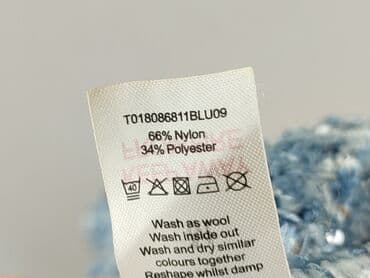 T018086811BLU09
66% Nylon
34% Polyester
40
Wash as wool
Wash inside out
Wash and dry similar
colours together
Reshape whilst damp